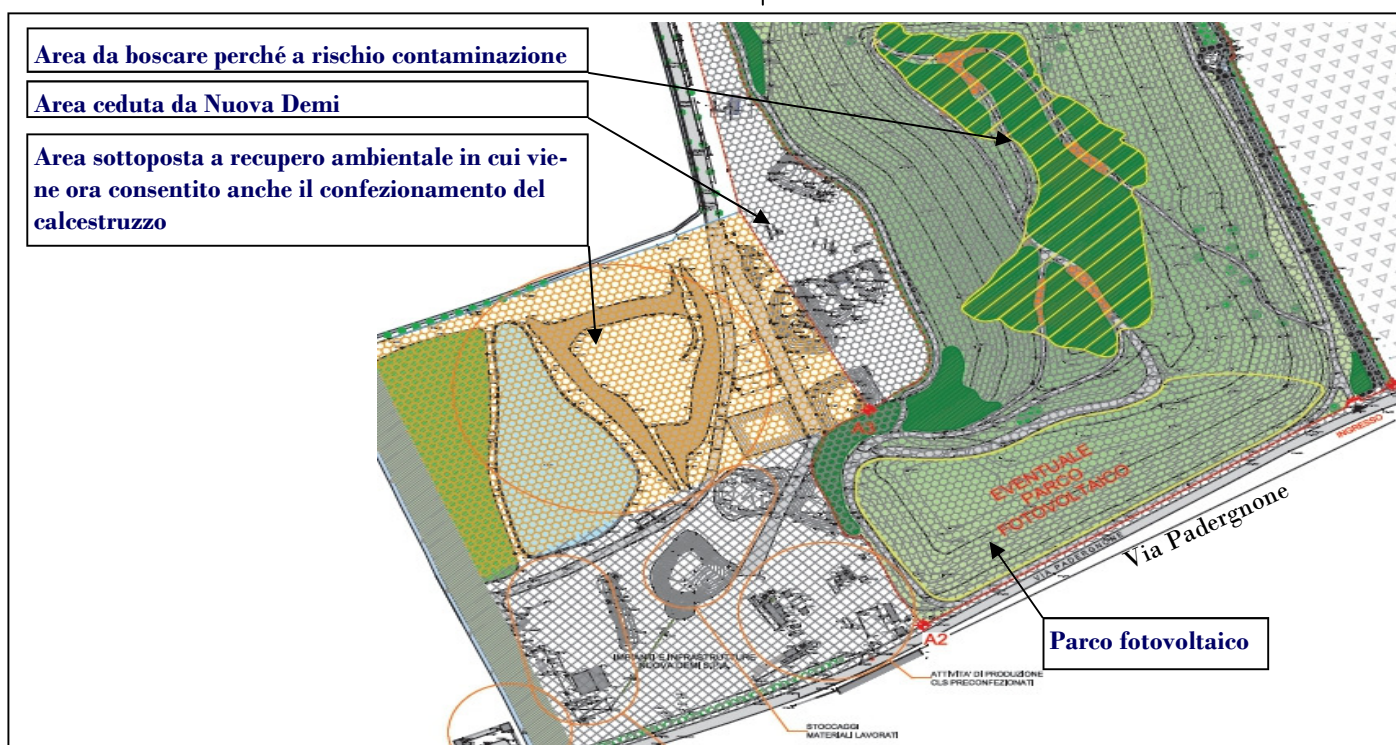 Area da boscare perché a rischio contaminazione
Area ceduta da Nuova Demi
Area sottoposta a recupero ambientale in cui vie-
ne ora consentito anche il confezionamento del
calcestruzzo
A3
EVENTUALE
PARCO
FOTOVOLTAICO
INGRESSO
VIA PADERGNONE
Via Padergnone
A2
Parco fotovoltaico
IMPIANTI E INFRASTRUTTURE
NUOVA DEMI S.P.A.
ATTIVITA' DI PRODUZIONE
CLS PRECONFEZIONATI
STOCCAGGI
MATERIALI LAVORATI